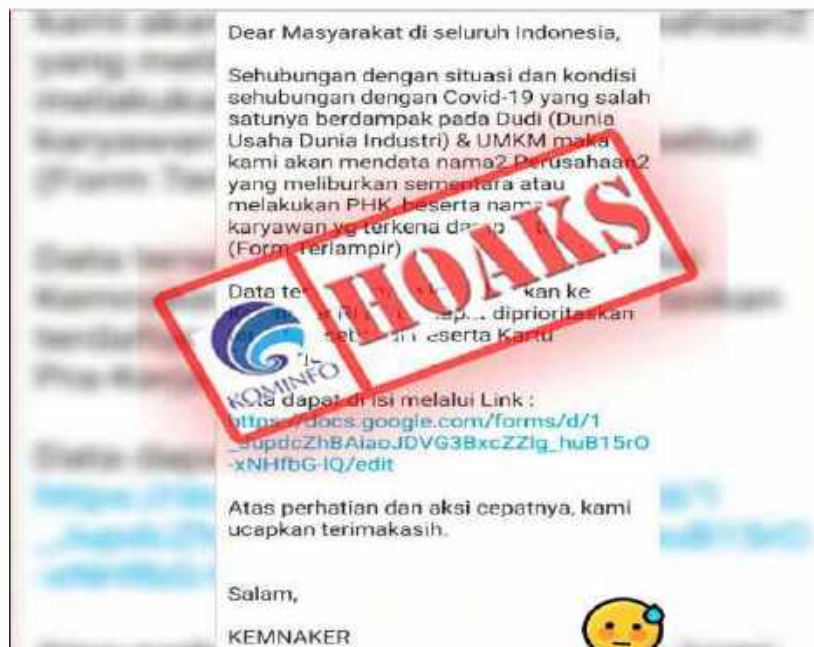 Dear Masyarakat di seluruh Indonesia,
Sehubungan dengan situasi dan kondisi
sehubungan dengan Covid-19 yang salah
satunya berdampak pada Dudi (Dunia
Usaha Dunia Industri) & UMKM maka
kami akan mendata nama2 Perusahaan2
yang meliburkan sementara atau
melakukan PHK, beserta nama
karyawan yg terkena
(Form Terlampir)
Data kan ke
diprioritaskan
eserta Kartu
HOAKS
KOMINFO
dapat di isi melalui Link :
https://docs.google.com/forms/d/1
-xNHfbG-lQ/edit
Atas perhatian dan aksi cepatnya, kami
ucapkan terimakasih.
Salam,
KEMNAKER